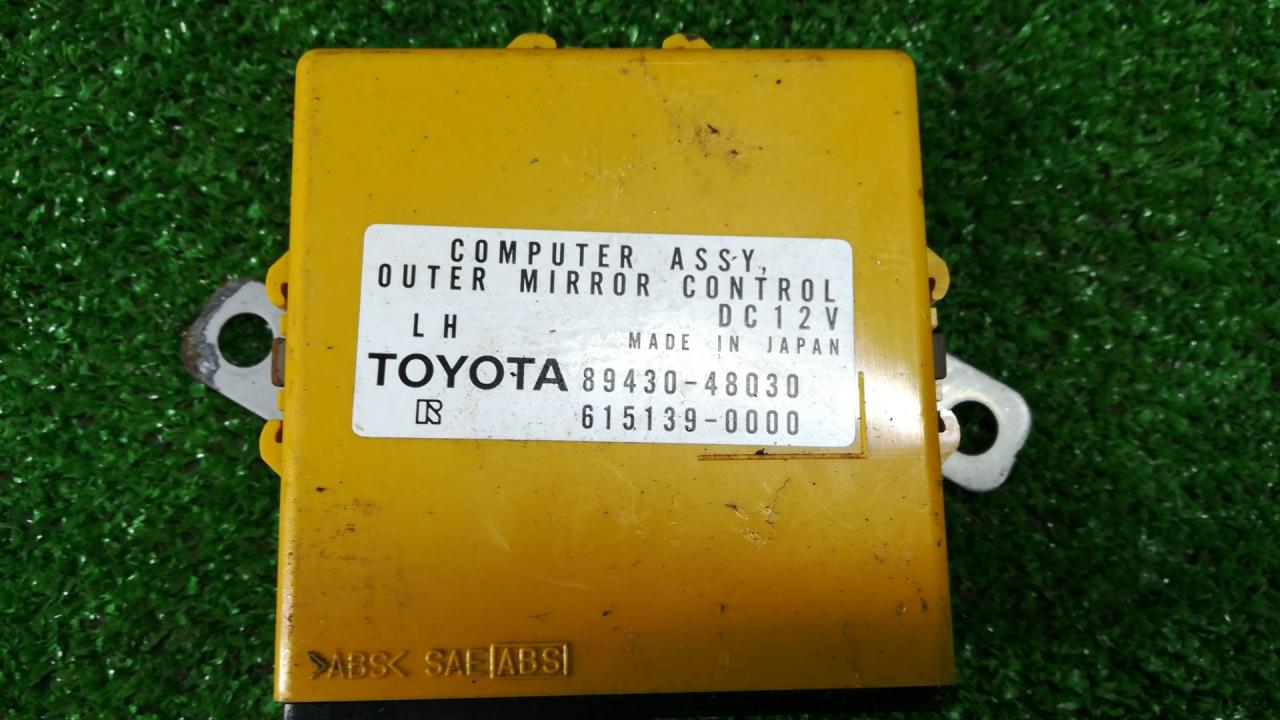 COMPUTER ASSY,
OUTER MIRROR CONTROL
DC12V
LH
MADE IN JAPAN
TOYOTA 89430-48030
R 615139-0000
>ABS< SAE ABS